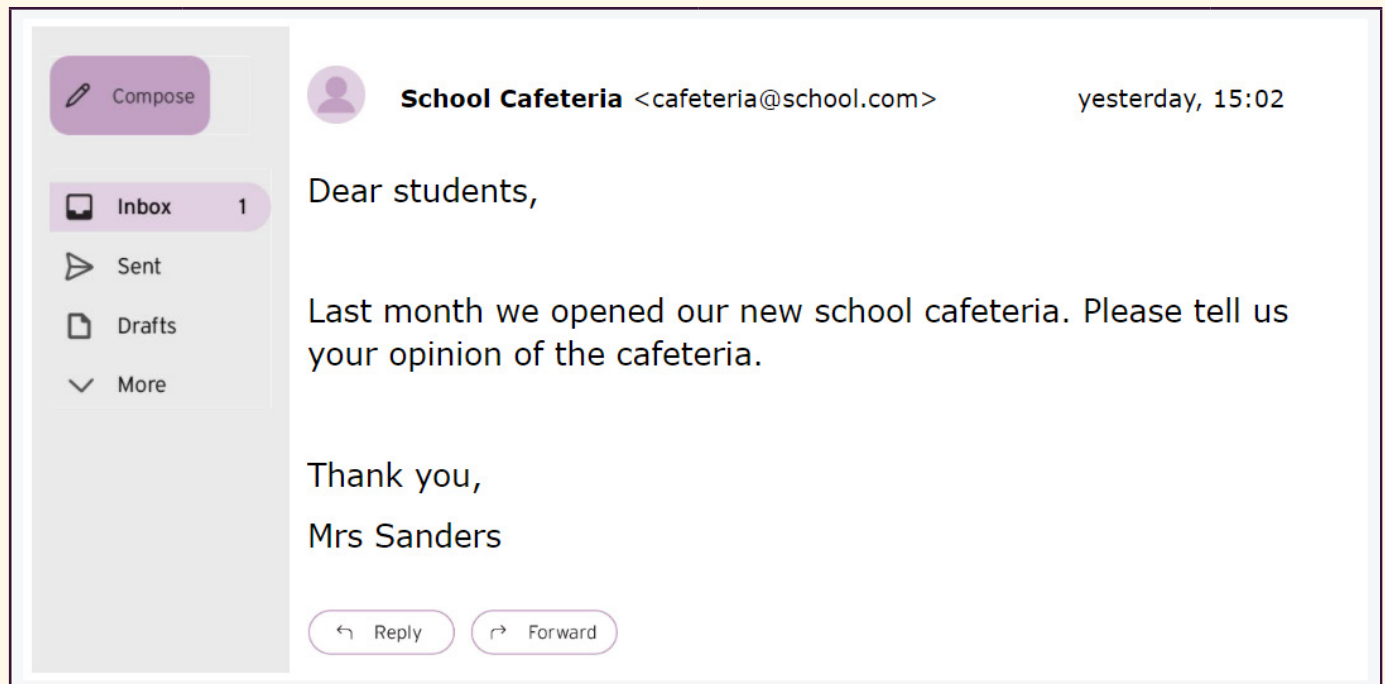 Compose
School Cafeteria <cafeteria@school.com> yesterday, 15:02
Inbox 1
Sent
Drafts
More
Dear students,
Last month we opened our new school cafeteria. Please tell us
your opinion of the cafeteria.
Thank you,
Mrs Sanders
Reply Forward